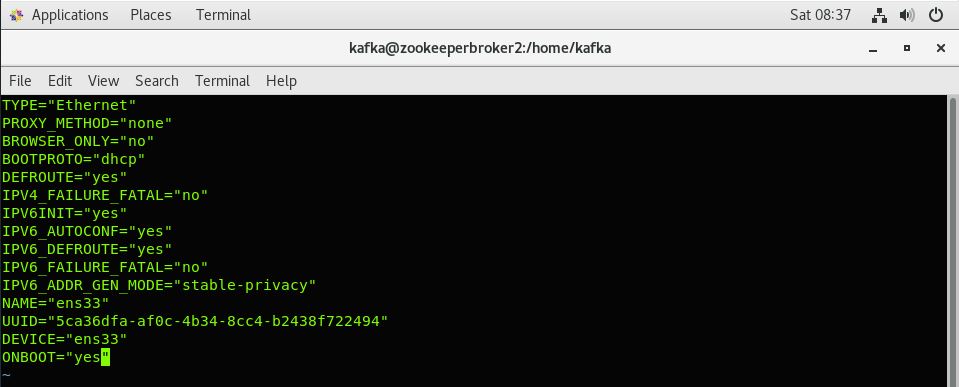 Applications Places Terminal Sat 08:37
kafka@zookeeperbroker2:/home/kafka
File Edit View Search Terminal Help
TYPE="Ethernet"
PROXY_METHOD="none"
BROWSER_ONLY="no"
BOOTPROTO="dhcp"
DEFROUTE="yes"
IPV4_FAILURE_FATAL="no"
IPV6INIT="yes"
IPV6_AUTOCONF="yes"
IPV6_DEFROUTE="yes"
IPV6_FAILURE_FATAL="no"
IPV6_ADDR_GEN_MODE="stable-privacy"
NAME="ens33"
UUID="5ca36dfa-af0c-4b34-8cc4-b2438f722494"
DEVICE="ens33"
ONBOOT="yes"
~